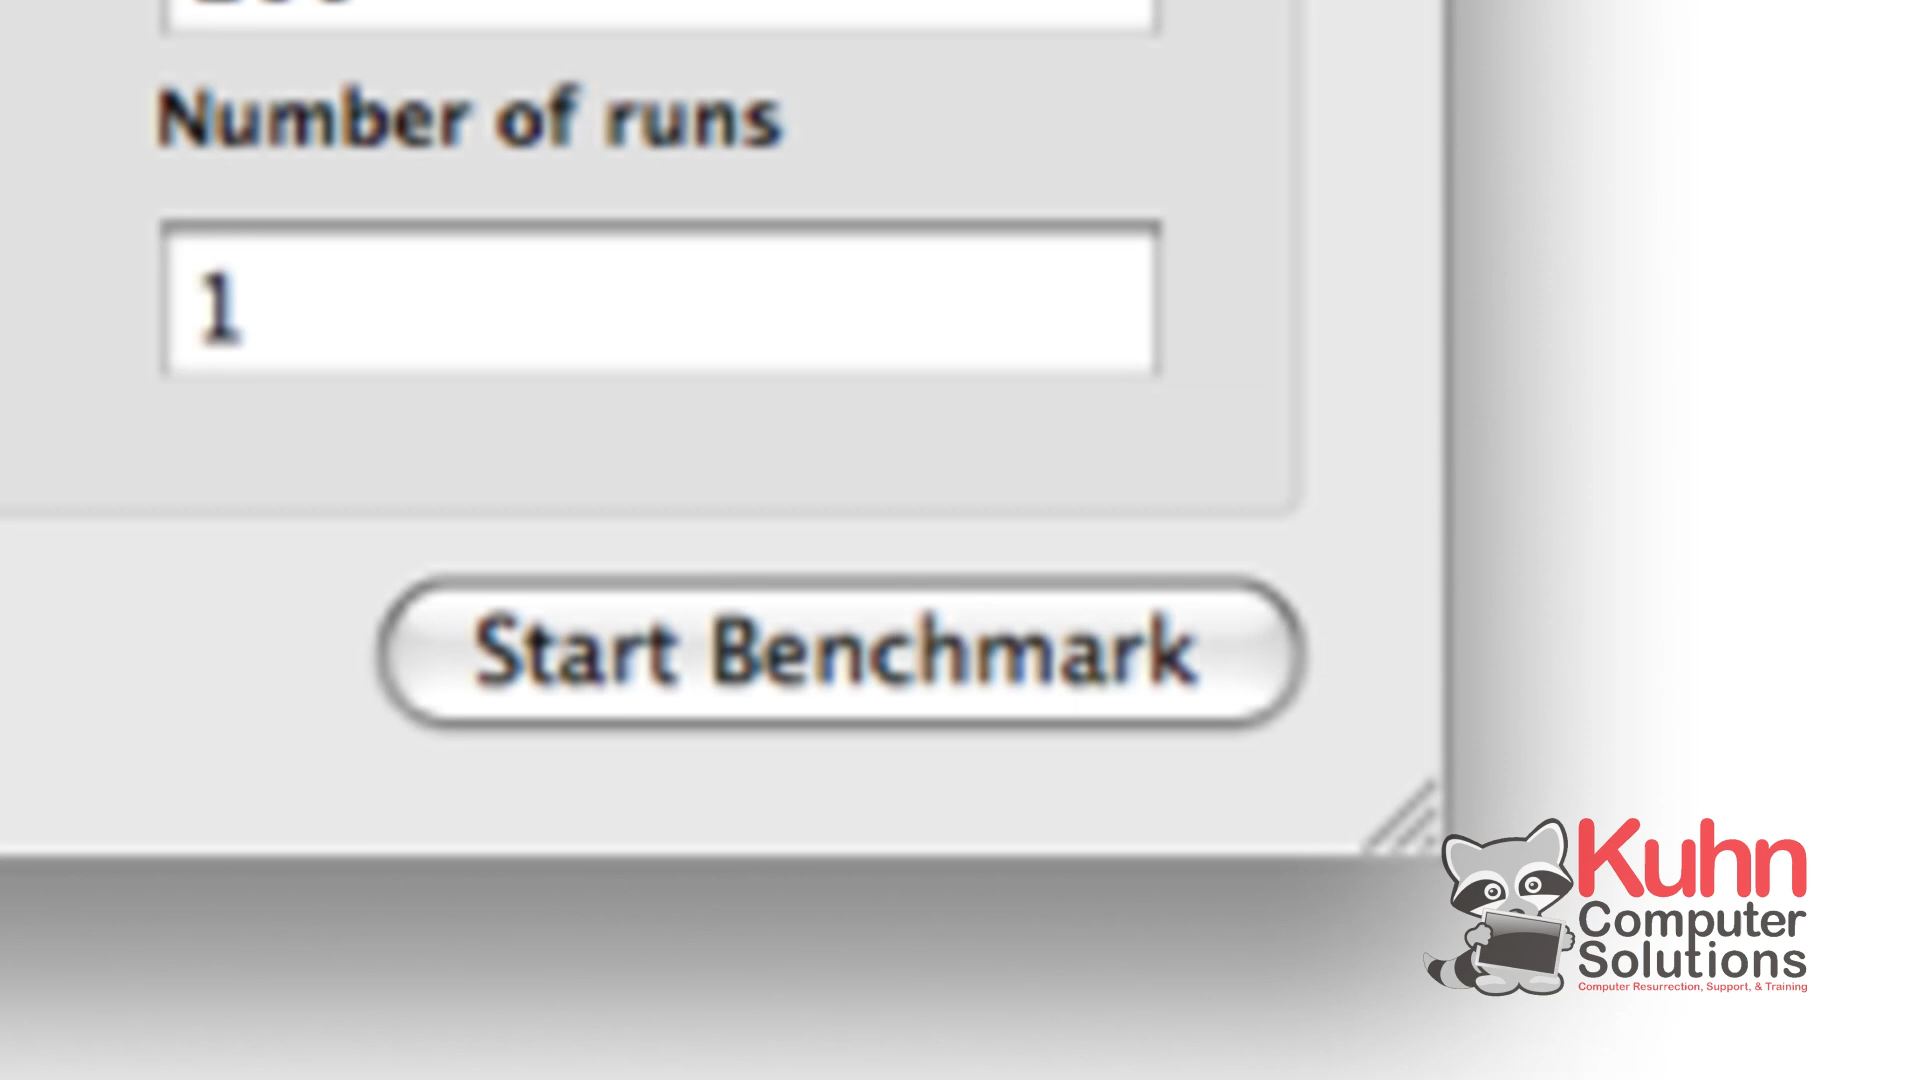 Number of runs
1
Start Benchmark
Kuhn
Computer
Solutions
Computer Resurrection, Support, & Training